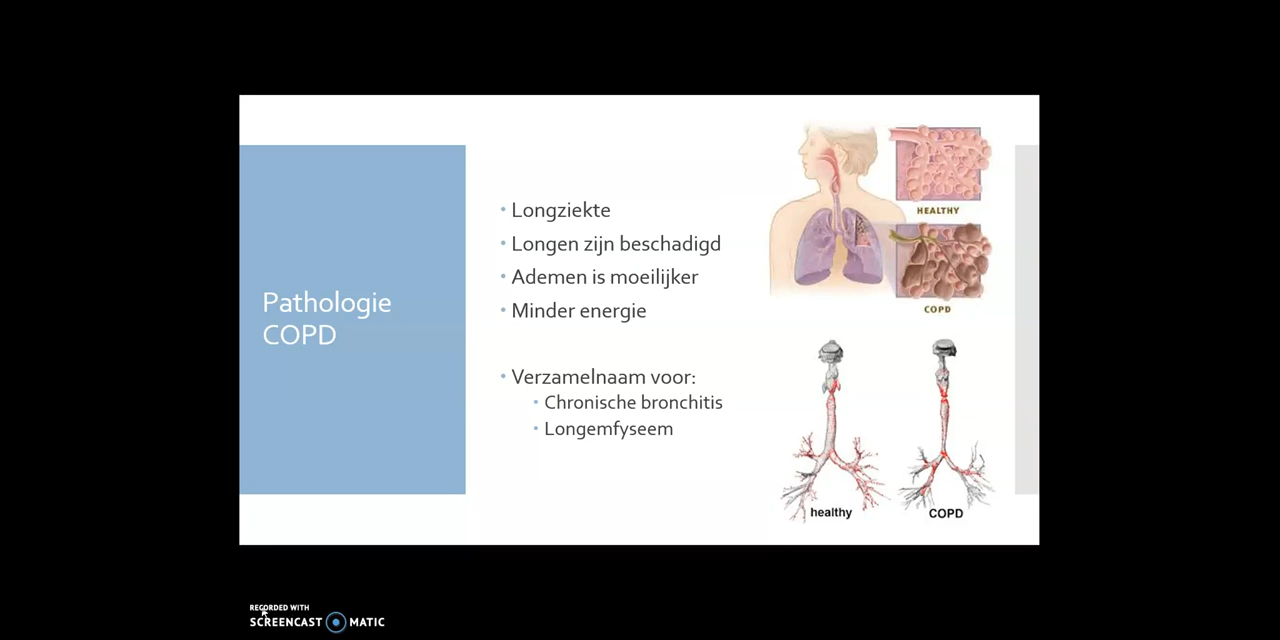 Pathologie
COPD
• Longziekte
• Longen zijn beschadigd
• Ademen is moeilijker
• Minder energie
• Verzamelnaam voor:
• Chronische bronchitis
• Longemfyseem
HEALTHY
COPD
healthy
COPD
RECORDED WITH
SCREENCAST MATIC